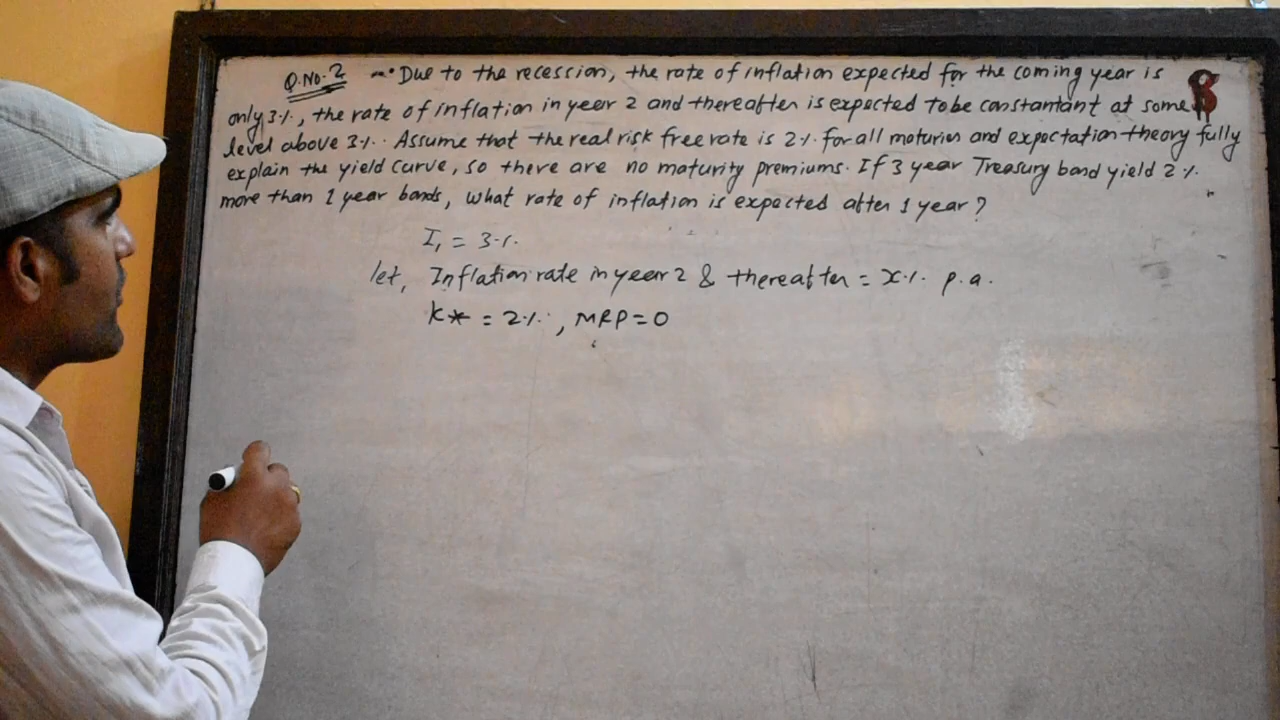 Q.No.2 Due to the recession, the rate of inflation expected for the coming year is
only 3%, the rate of inflation in year 2 and thereafter is expected to be constantant at some
level above 3%. Assume that the real risk free rate is 2% for all moturies and expectation theory fully
explain the yield curve, so there are no maturity premiums. If 3 year Treasury bond yield 2%
more than 1 year bonds, what rate of inflation is expected after 1 year?
I₁ = 3%
let, Inflation rate in year 2 & thereafter = x% p.a.
K* = 2%, MRP = 0